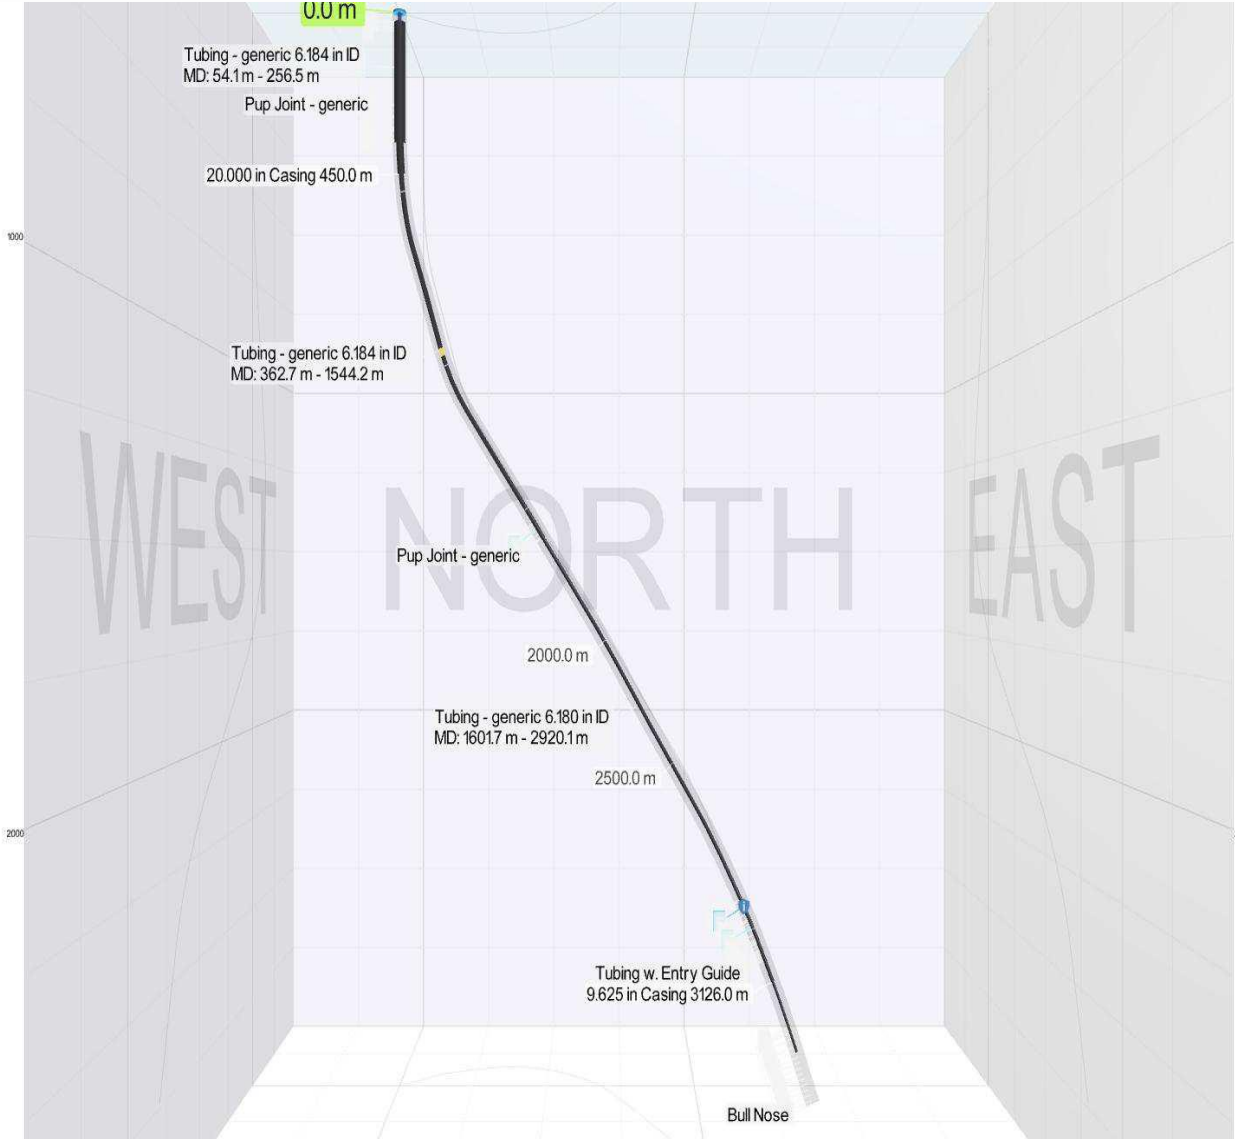 0.0 m
Tubing - generic 6.184 in ID
MD: 54.1 m - 256.5 m
Pup Joint - generic
20.000 in Casing 450.0 m
1000
Tubing - generic 6.184 in ID
MD: 362.7 m - 1544.2 m
WEST
NORTH
EAST
Pup Joint - generic
2000.0 m
Tubing - generic 6.180 in ID
MD: 1601.7 m - 2920.1 m
2500.0 m
2000
Tubing w. Entry Guide
9.625 in Casing 3126.0 m
Bull Nose